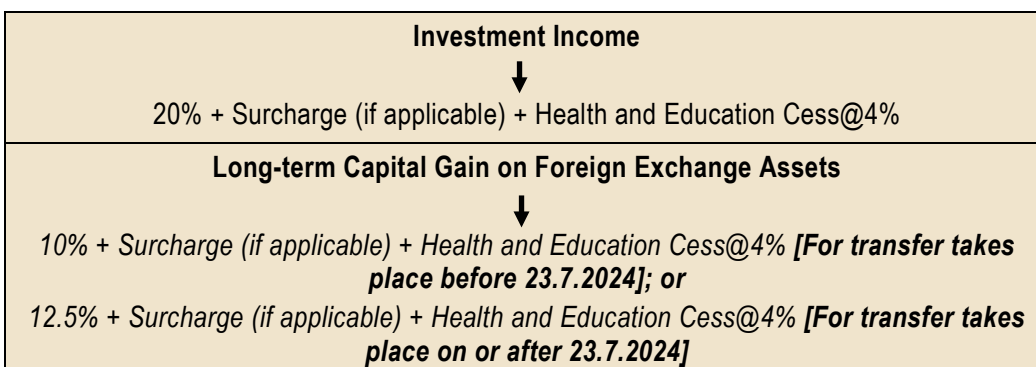 Investment Income
20% + Surcharge (if applicable) + Health and Education Cess@4%
Long-term Capital Gain on Foreign Exchange Assets
10% + Surcharge (if applicable) + Health and Education Cess@4% [For transfer takes
place before 23.7.2024]; or
12.5% + Surcharge (if applicable) + Health and Education Cess@4% [For transfer takes
place on or after 23.7.2024]